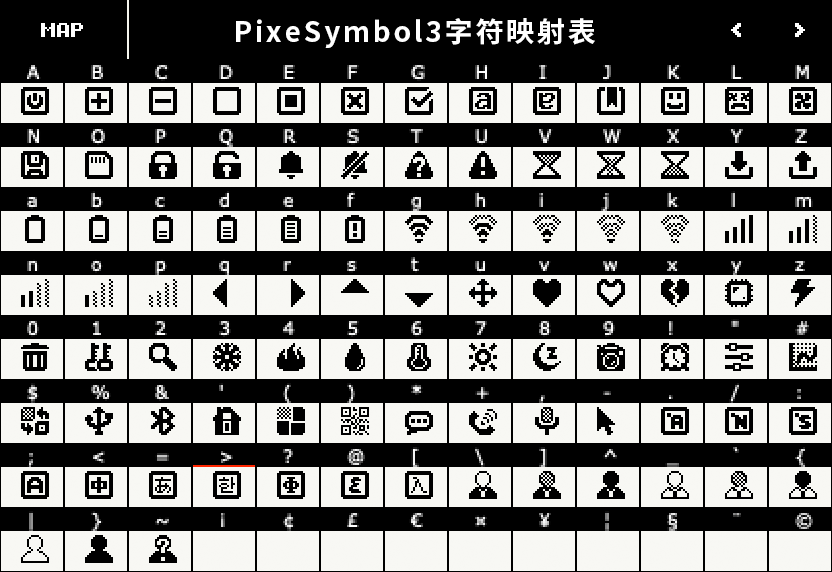 MAP PixeSymbol3字符映射表 < >
A B C D E F G H I J K L M
N O P Q R S T U V W X Y Z
a b c d e f g h i j k l m
n o p q r s t u v w x y z
0 1 2 3 4 5 6 7 8 9 ! " #
$ % & ' ( ) * + , - . / :
; < = > ? @ [ \ ] ^ _ ` {
| } ~ ¡ ¢ £ € ¤ ¥ ¦ § ¨ ©